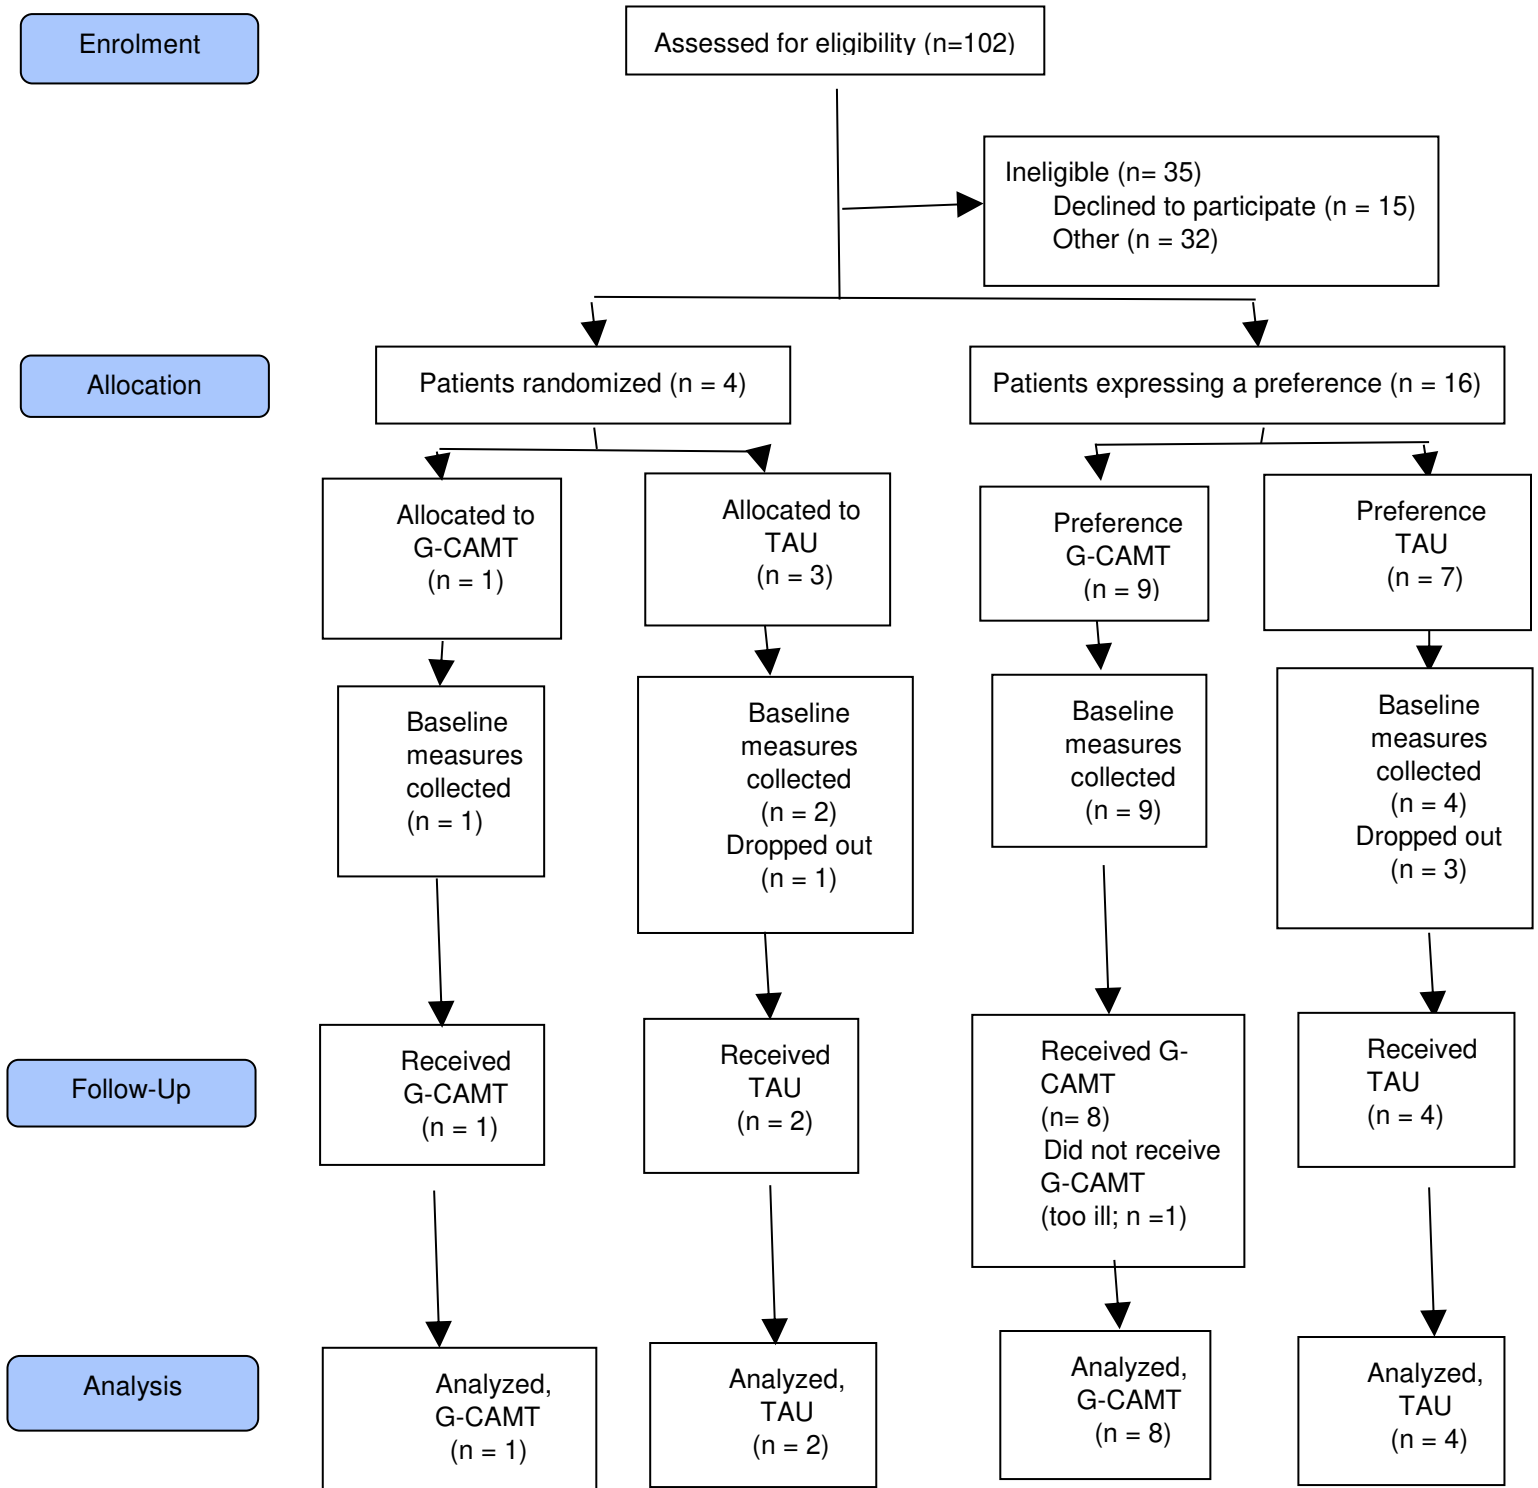 Enrolment
Assessed for eligibility (n=102)
Ineligible (n= 35)
Declined to participate (n = 15)
Other (n = 32)
Allocation
Patients randomized (n = 4)
Patients expressing a preference (n = 16)
Allocated to
G-CAMT
(n = 1)
Allocated to
TAU
(n = 3)
Preference
G-CAMT
(n = 9)
Preference
TAU
(n = 7)
Baseline
measures
collected
(n = 1)
Baseline
measures
collected
(n = 2)
Dropped out
(n = 1)
Baseline
measures
collected
(n = 9)
Baseline
measures
collected
(n = 4)
Dropped out
(n = 3)
Follow-Up
Received
G-CAMT
(n = 1)
Received
TAU
(n = 2)
Received G-
CAMT
(n= 8)
Did not receive
G-CAMT
(too ill; n =1)
Received
TAU
(n = 4)
Analysis
Analyzed,
G-CAMT
(n = 1)
Analyzed,
TAU
(n = 2)
Analyzed,
G-CAMT
(n = 8)
Analyzed,
TAU
(n = 4)